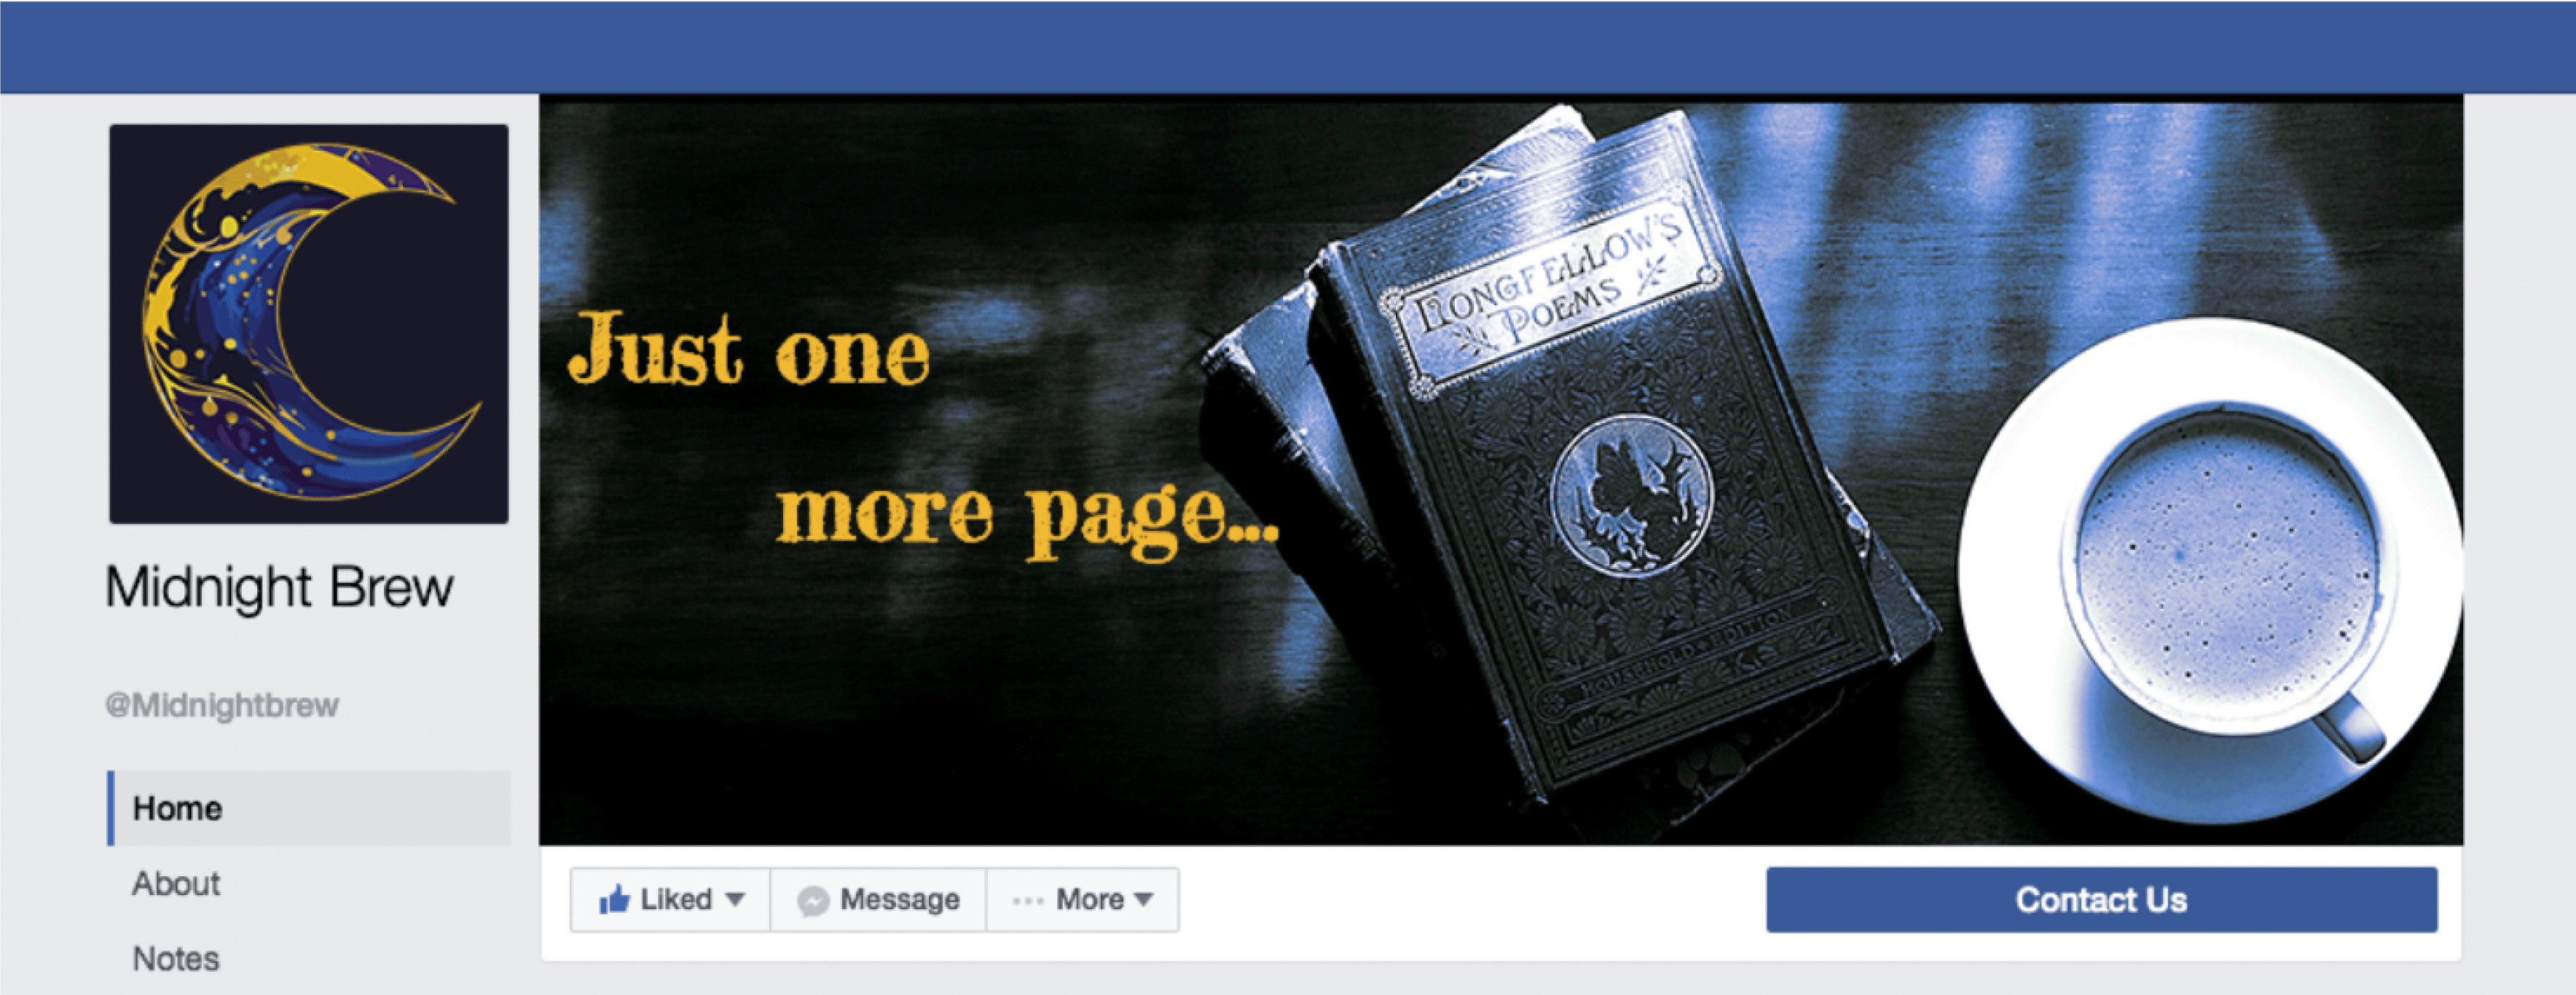 Midnight Brew
@Midnightbrew
Home
About
Notes
Just one
more page...
LONGFELLOW'S
POEMS
HOUSEHOLD EDITION
Liked
Message
More
Contact Us